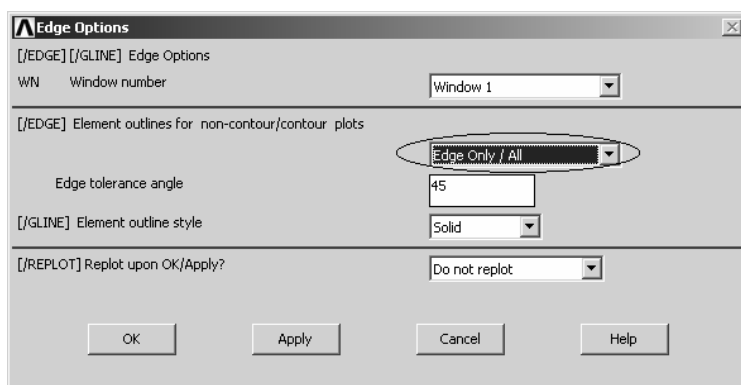 Edge Options
[/EDGE] [/GLINE] Edge Options
WN Window number Window 1
[/EDGE] Element outlines for non-contour/contour plots
Edge Only / All
Edge tolerance angle 45
[/GLINE] Element outline style Solid
[/REPLOT] Replot upon OK/Apply? Do not replot
OK Apply Cancel Help